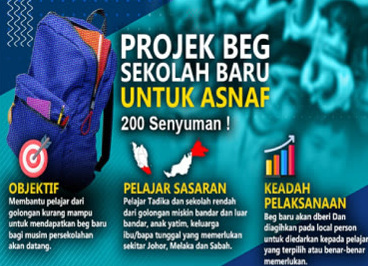 PROJEK BEG
SEKOLAH BARU
UNTUK ASNAF
200 Senyuman !
OBJEKTIF
Membantu pelajar dari
golongan kurang mampu
untuk mendapatkan beg baru
bagi musim persekolahan
akan datang.
PELAJAR SASARAN
Pelajar Tadika dan sekolah rendah
dari golongan miskin bandar dan luar
bandar, anak yatim, keluarga
ibu/bapa tunggal yang memerlukan
sekitar Johor, Melaka dan Sabah.
KEADAH
PELAKSANAAN
Beg baru akan dberi Dan
diagihkan pada local person
untuk diedarkan kepada pelajar
yang terpilih atau benar-benar
memerlukan.